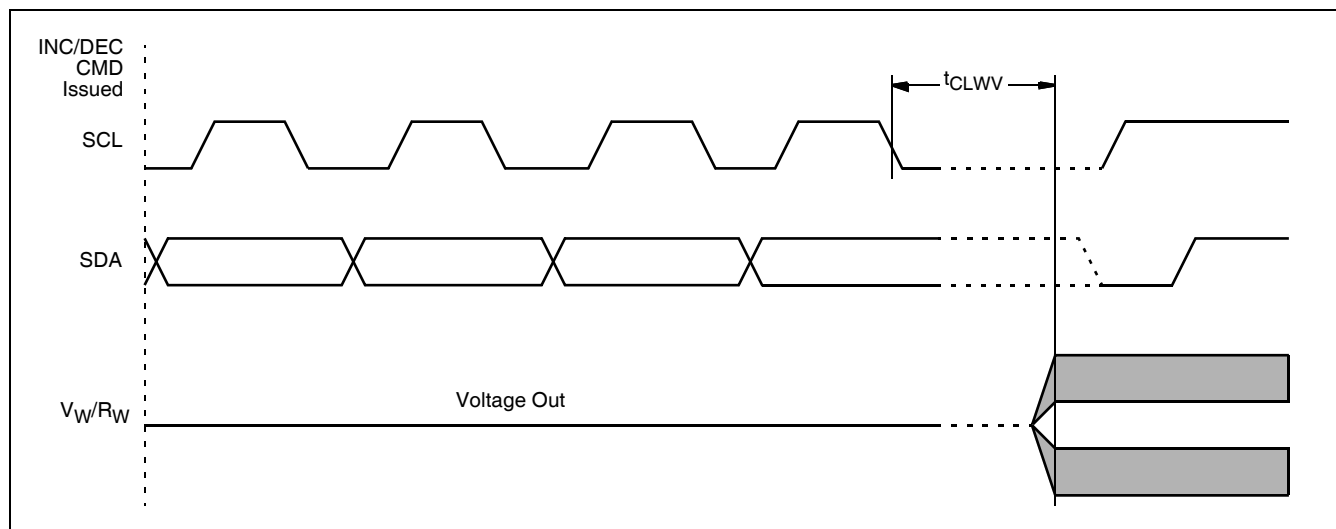 INC/DEC
CMD
Issued
tCLWV
SCL
SDA
Voltage Out
VW/RW